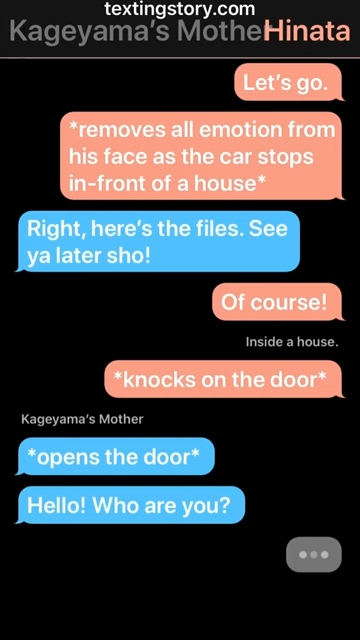 textingstory.com
Kageyama's Mother
Hinata
Let's go.
*removes all emotion from
his face as the car stops
in-front of a house*
Right, here's the files. See
ya later sho!
Of course!
Inside a house.
*knocks on the door*
Kageyama's Mother
*opens the door*
Hello! Who are you?